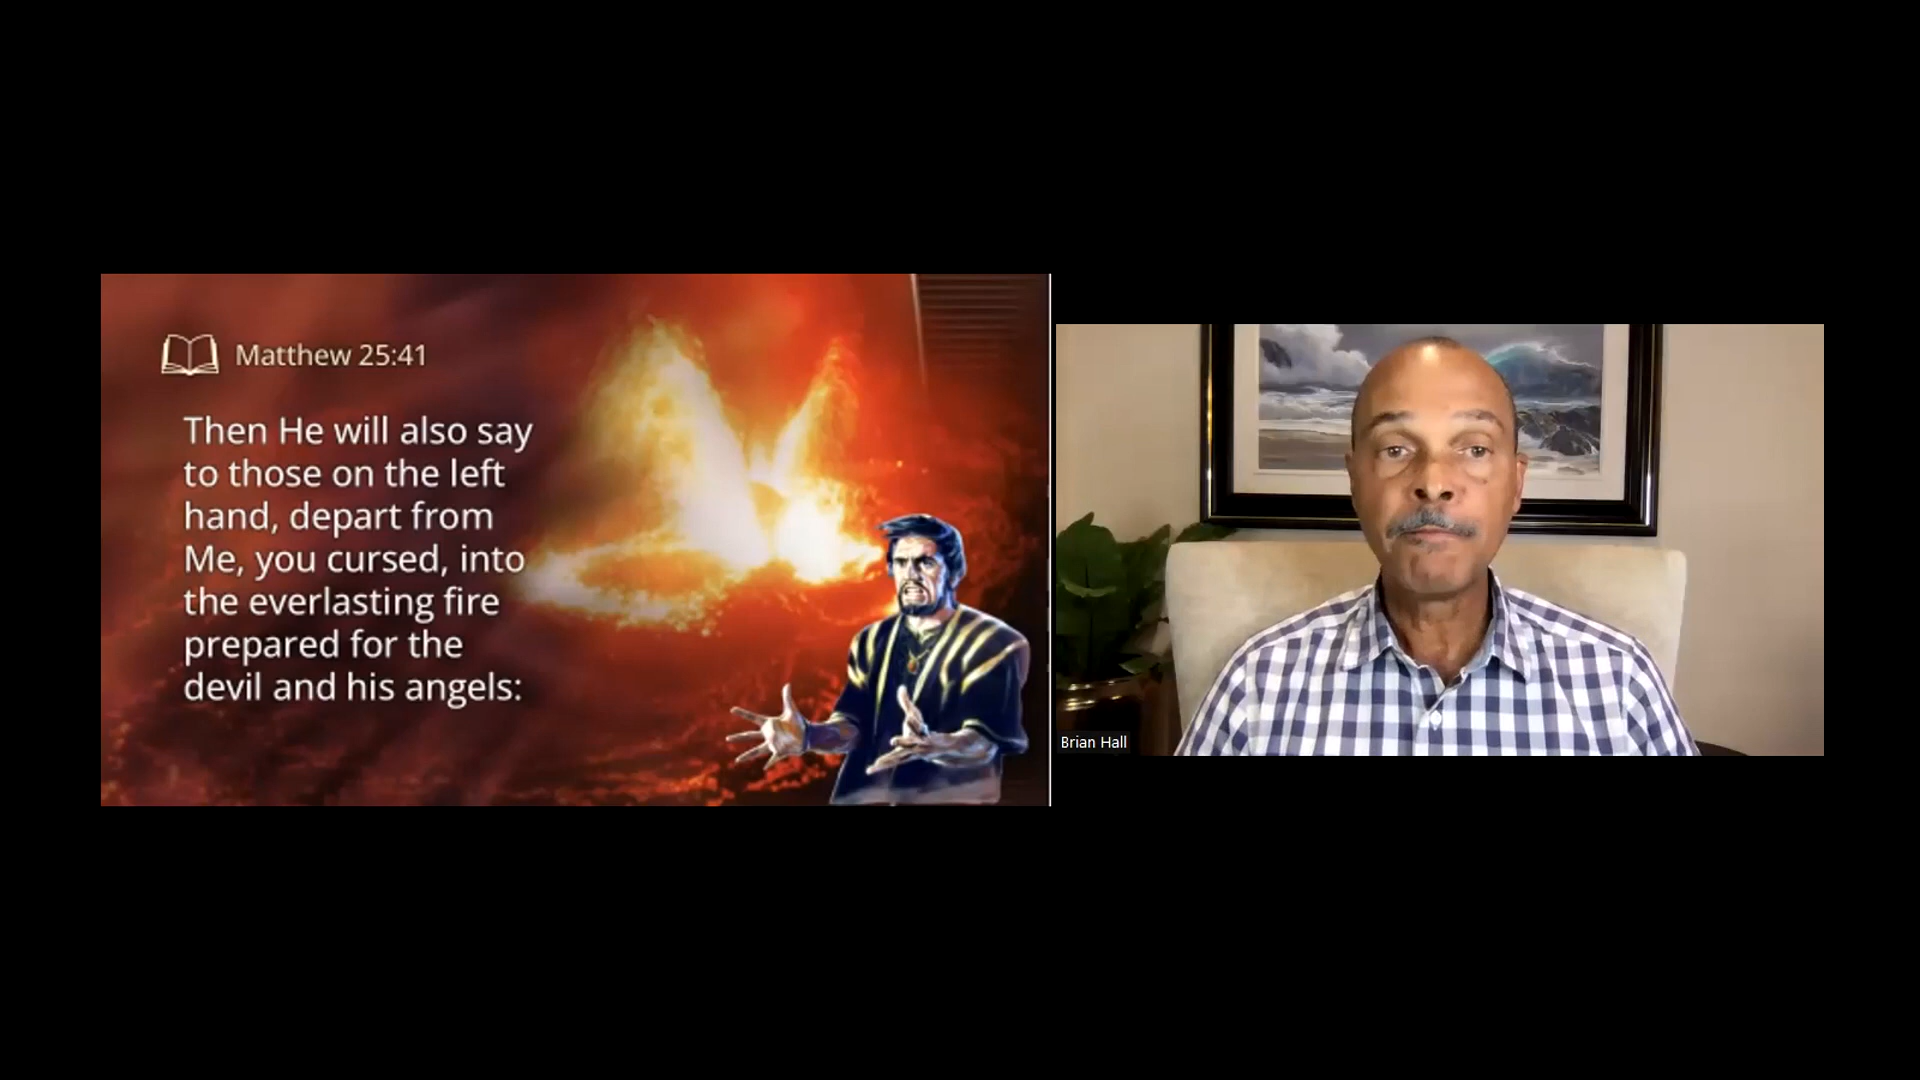 Matthew 25:41
Then He will also say
to those on the left
hand, depart from
Me, you cursed, into
the everlasting fire
prepared for the
devil and his angels:
Brian Hall